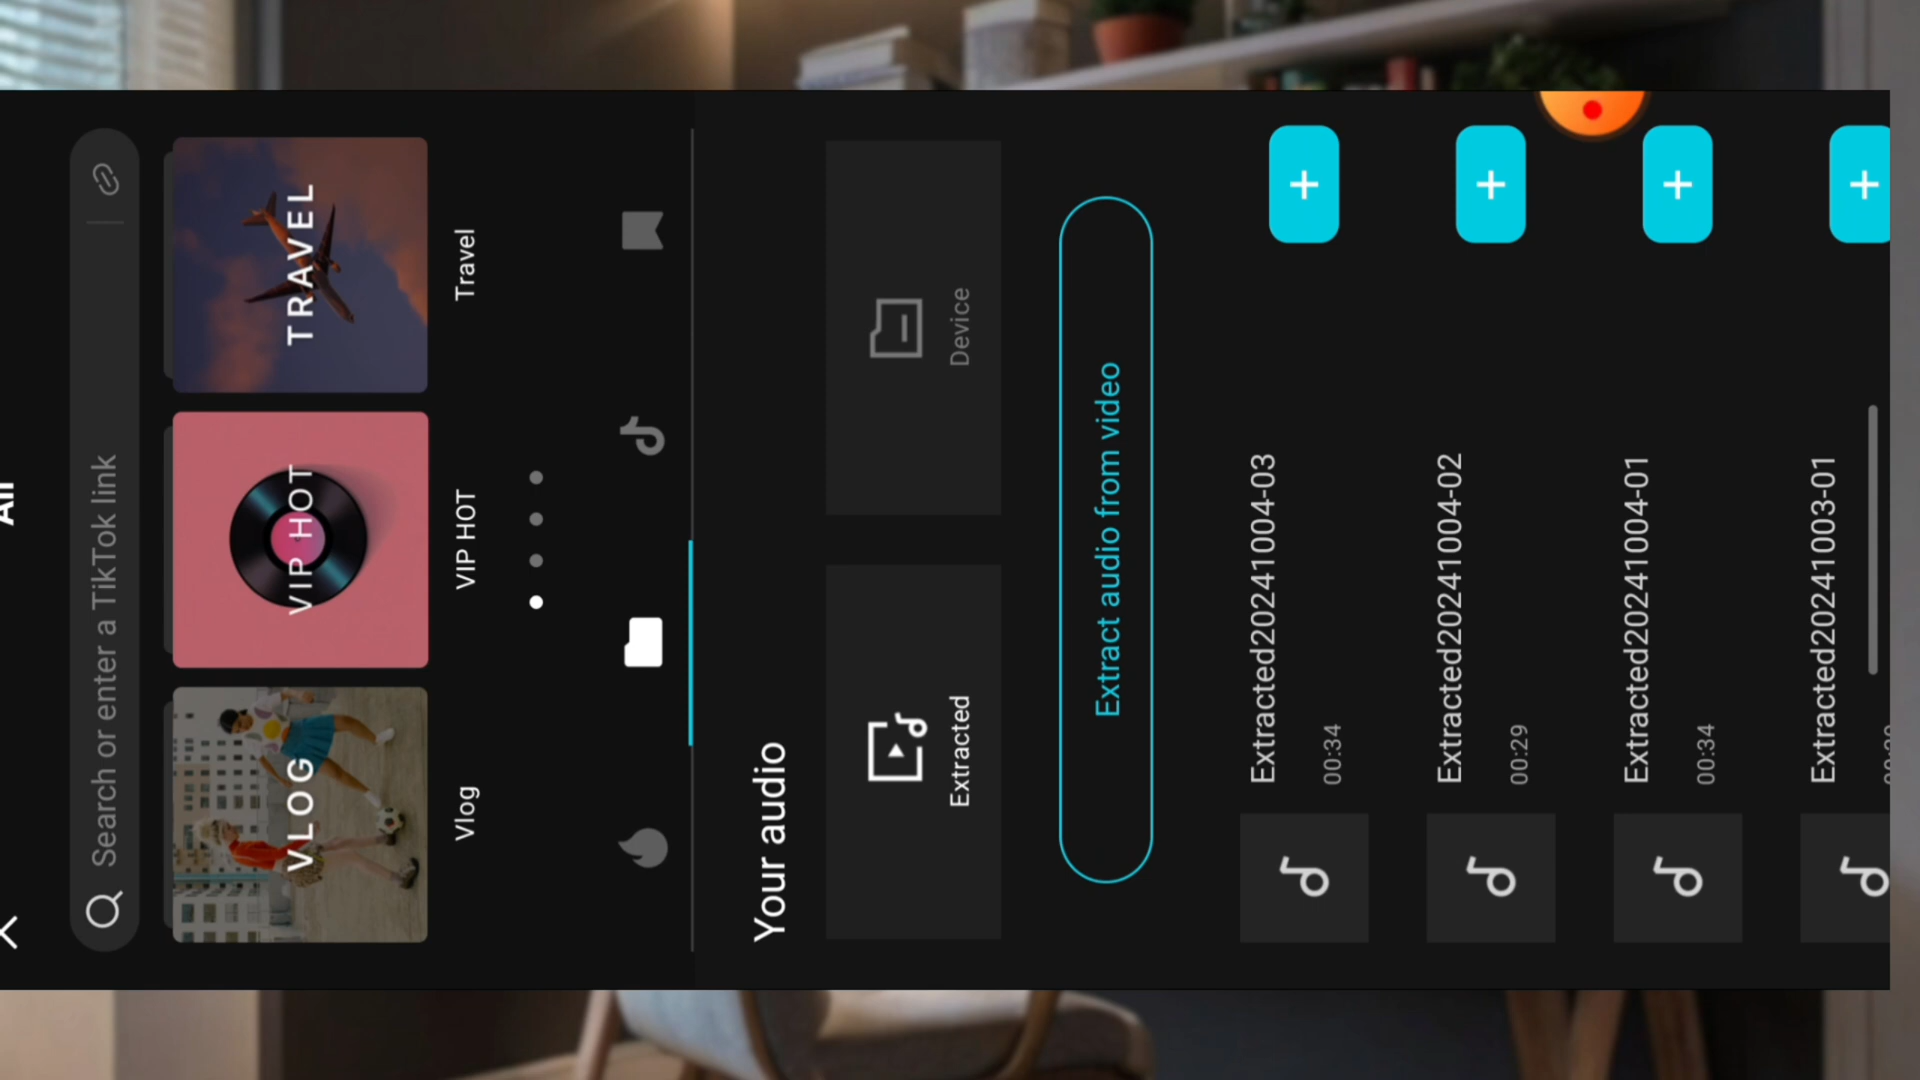 All
Search or enter a TikTok link
VLOG
VIP HOT
TRAVEL
Vlog
VIP HOT
Travel
Your audio
Extracted
Device
Extract audio from video
Extracted20241004-03
00:34
Extracted20241004-02
00:29
Extracted20241004-01
00:34
Extracted20241003-01